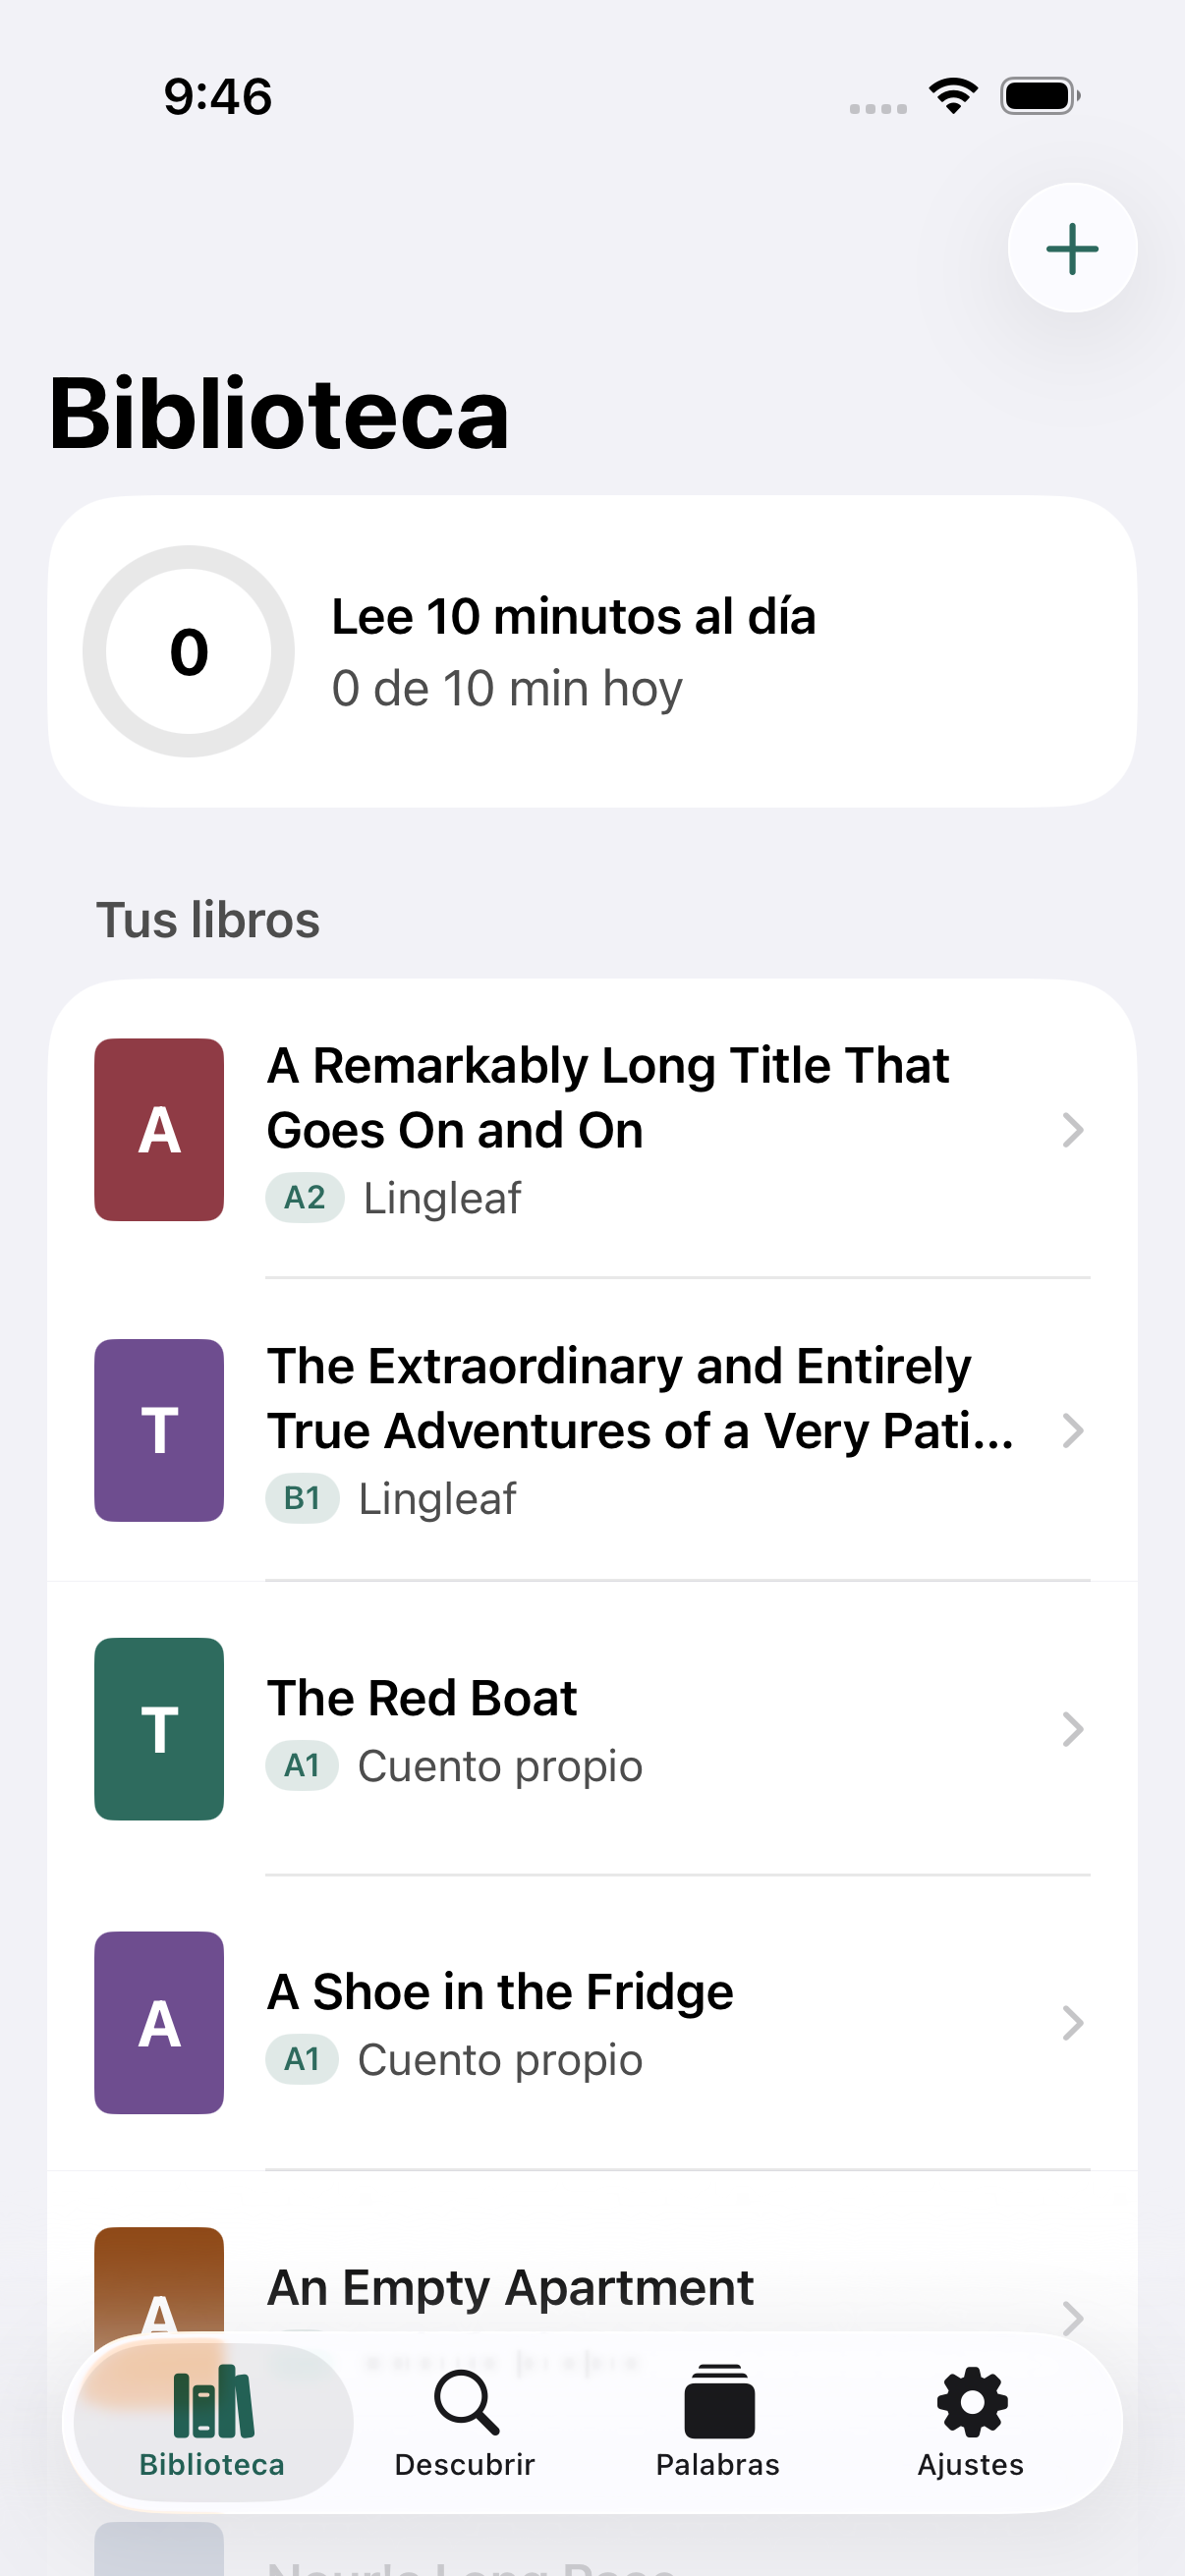 9:46
Biblioteca
0
Lee 10 minutos al día
0 de 10 min hoy
Tus libros
A
A Remarkably Long Title That
Goes On and On
A2 Lingleaf
T
The Extraordinary and Entirely
True Adventures of a Very Pati...
B1 Lingleaf
T
The Red Boat
A1 Cuento propio
A
A Shoe in the Fridge
A1 Cuento propio
A
An Empty Apartment
Biblioteca
Descubrir
Palabras
Ajustes